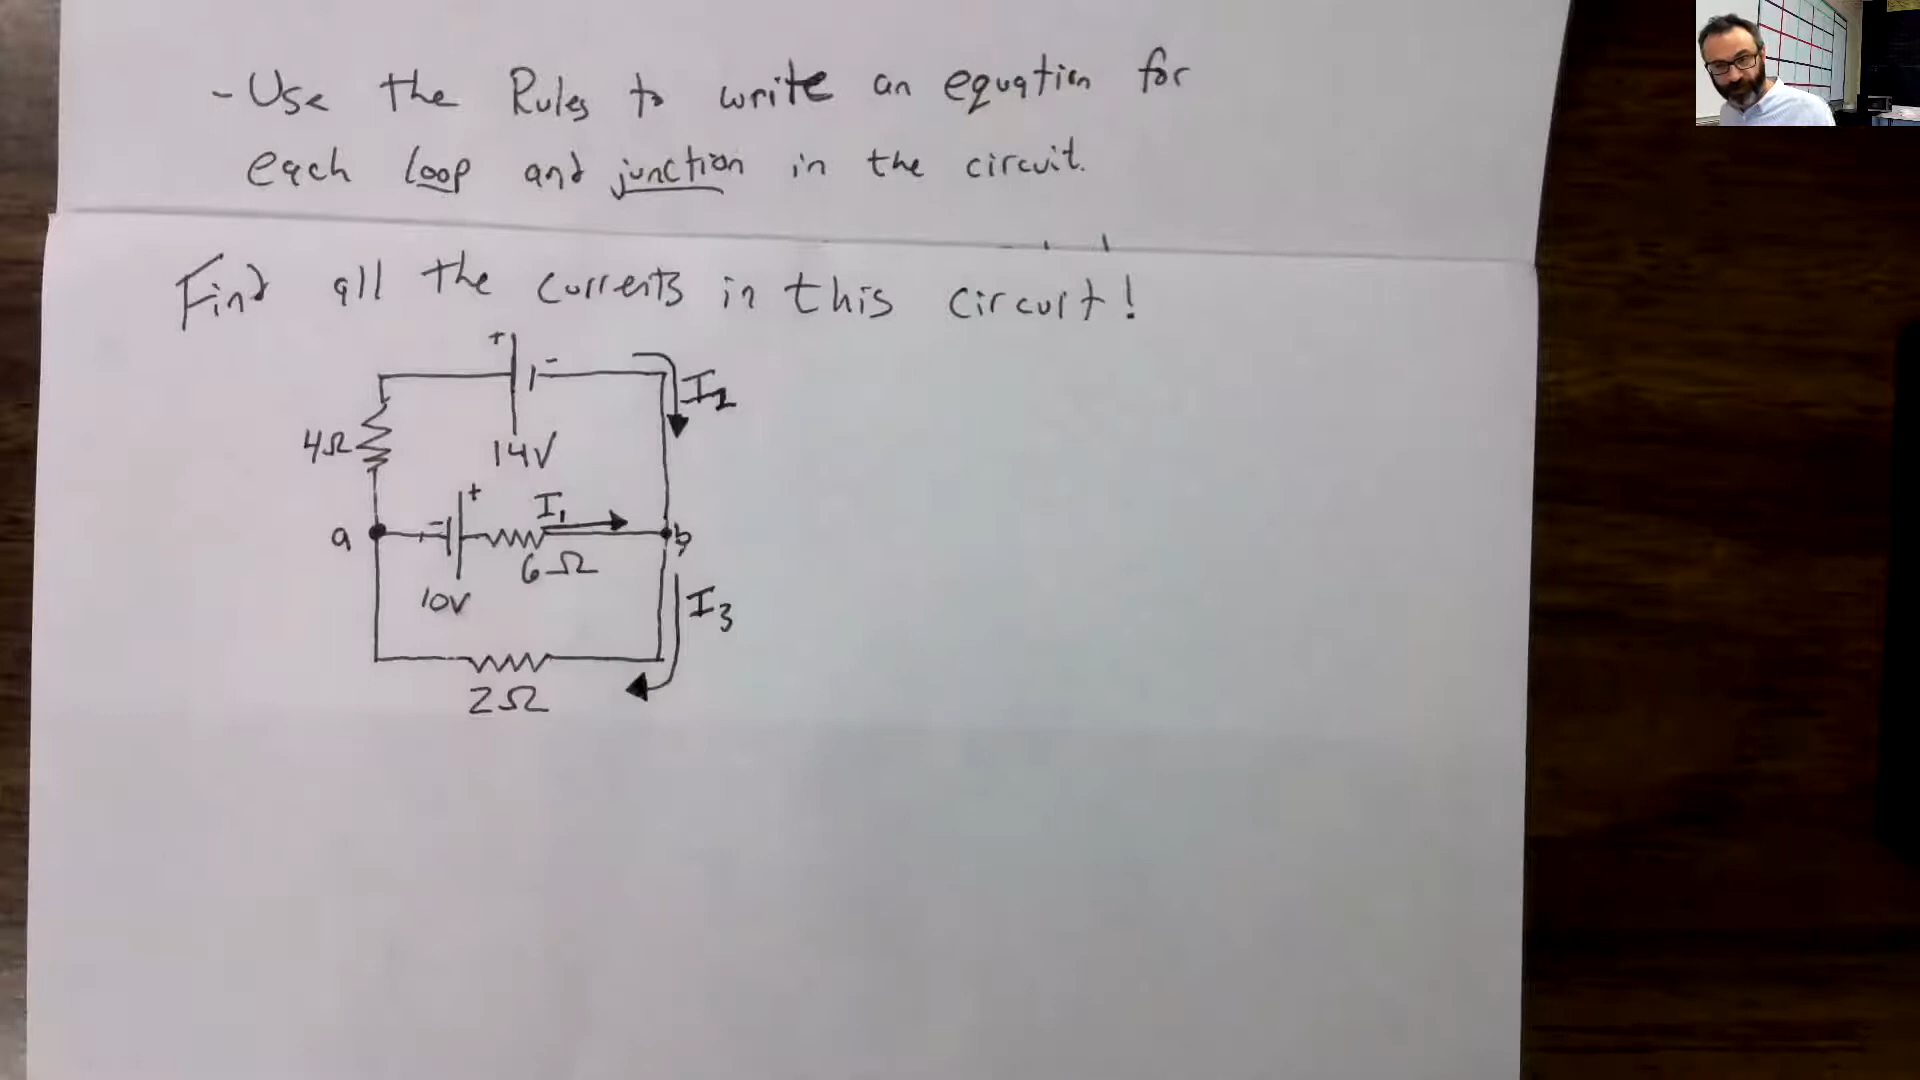 - Use the Rules to write an equation for
each loop and junction in the circuit.
Find all the currents in this circuit!
+ -
I2
4Ω
14V
- +
I1
a
b
6Ω
10V
I3
2Ω